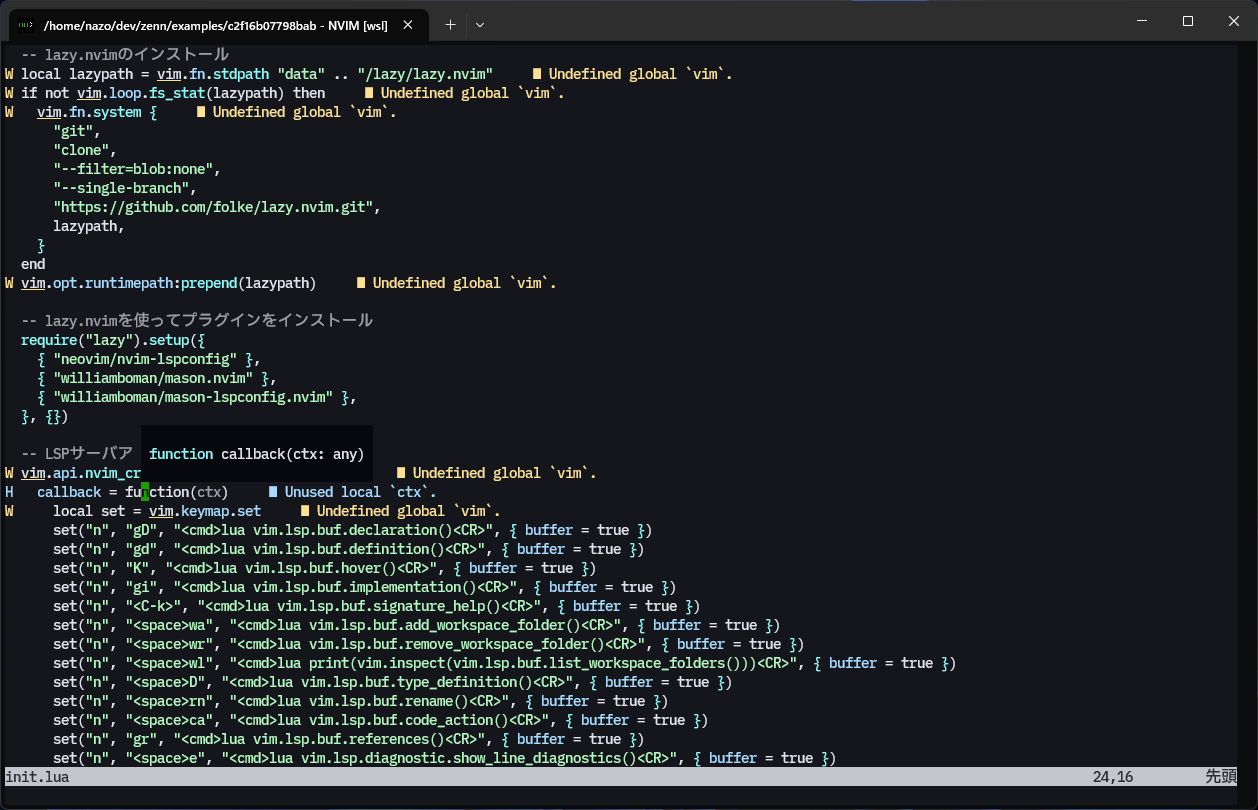 /home/nazo/dev/zenn/examples/c2f16b07798bab - NVIM [wsl]
-- lazy.nvimのインストール
W local lazypath = vim.fn.stdpath "data" .. "/lazy/lazy.nvim"     ■ Undefined global `vim`.
W if not vim.loop.fs_stat(lazypath) then     ■ Undefined global `vim`.
W   vim.fn.system {     ■ Undefined global `vim`.
      "git",
      "clone",
      "--filter=blob:none",
      "--single-branch",
      "https://github.com/folke/lazy.nvim.git",
      lazypath,
    }
  end
W vim.opt.runtimepath:prepend(lazypath)     ■ Undefined global `vim`.
  -- lazy.nvimを使ってプラグインをインストール
  require("lazy").setup({
    { "neovim/nvim-lspconfig" },
    { "williamboman/mason.nvim" },
    { "williamboman/mason-lspconfig.nvim" },
  }, {})
  -- LSPサーバア
function callback(ctx: any)
W vim.api.nvim_cr     ■ Undefined global `vim`.
H   callback = function(ctx)     ■ Unused local `ctx`.
W     local set = vim.keymap.set     ■ Undefined global `vim`.
      set("n", "gD", "<cmd>lua vim.lsp.buf.declaration()<CR>", { buffer = true })
      set("n", "gd", "<cmd>lua vim.lsp.buf.definition()<CR>", { buffer = true })
      set("n", "K", "<cmd>lua vim.lsp.buf.hover()<CR>", { buffer = true })
      set("n", "gi", "<cmd>lua vim.lsp.buf.implementation()<CR>", { buffer = true })
      set("n", "<C-k>", "<cmd>lua vim.lsp.buf.signature_help()<CR>", { buffer = true })
      set("n", "<space>wa", "<cmd>lua vim.lsp.buf.add_workspace_folder()<CR>", { buffer = true })
      set("n", "<space>wr", "<cmd>lua vim.lsp.buf.remove_workspace_folder()<CR>", { buffer = true })
      set("n", "<space>wl", "<cmd>lua print(vim.inspect(vim.lsp.buf.list_workspace_folders()))<CR>", { buffer = true })
      set("n", "<space>D", "<cmd>lua vim.lsp.buf.type_definition()<CR>", { buffer = true })
      set("n", "<space>rn", "<cmd>lua vim.lsp.buf.rename()<CR>", { buffer = true })
      set("n", "<space>ca", "<cmd>lua vim.lsp.buf.code_action()<CR>", { buffer = true })
      set("n", "gr", "<cmd>lua vim.lsp.buf.references()<CR>", { buffer = true })
      set("n", "<space>e", "<cmd>lua vim.lsp.diagnostic.show_line_diagnostics()<CR>", { buffer = true })
init.lua     24,16     先頭